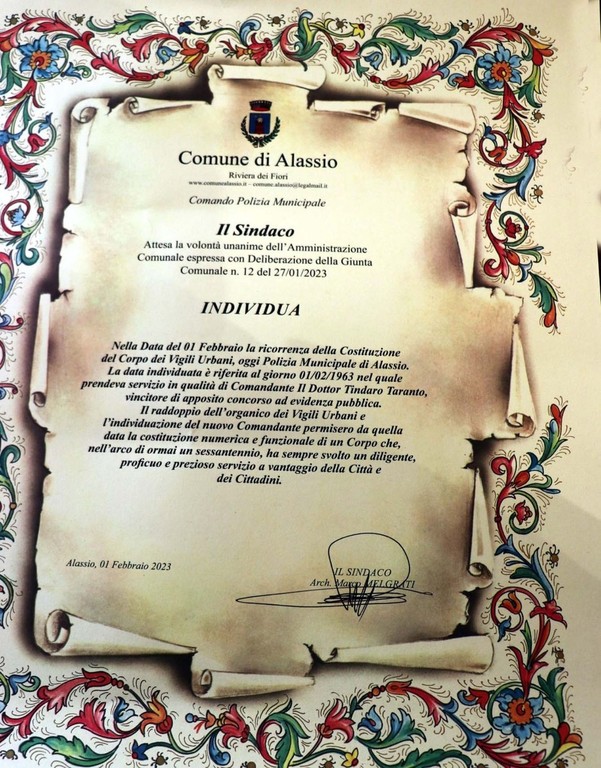 Comune di Alassio
Riviera dei Fiori
www.comunealassio.it - comune.alassio@legalmail.it
Comando Polizia Municipale
Il Sindaco
Attesa la volontà unanime dell'Amministrazione
Comunale espressa con Deliberazione della Giunta
Comunale n. 12 del 27/01/2023
INDIVIDUA
Nella Data del 01 Febbraio la ricorrenza della Costituzione
del Corpo dei Vigili Urbani, oggi Polizia Municipale di Alassio.
La data individuata è riferita al giorno 01/02/1963 nel quale
prendeva servizio in qualità di Comandante Il Dottor Tindaro Taranto,
vincitore di apposito concorso ad evidenza pubblica.
Il raddoppio dell'organico dei Vigili Urbani e
l'individuazione del nuovo Comandante permisero da quella
data la costituzione numerica e funzionale di un Corpo che,
nell'arco di ormai un sessantennio, ha sempre svolto un diligente,
proficuo e prezioso servizio a vantaggio della Città e
dei Cittadini.
Alassio, 01 Febbraio 2023
IL SINDACO
Arch. Marco MELGRATI